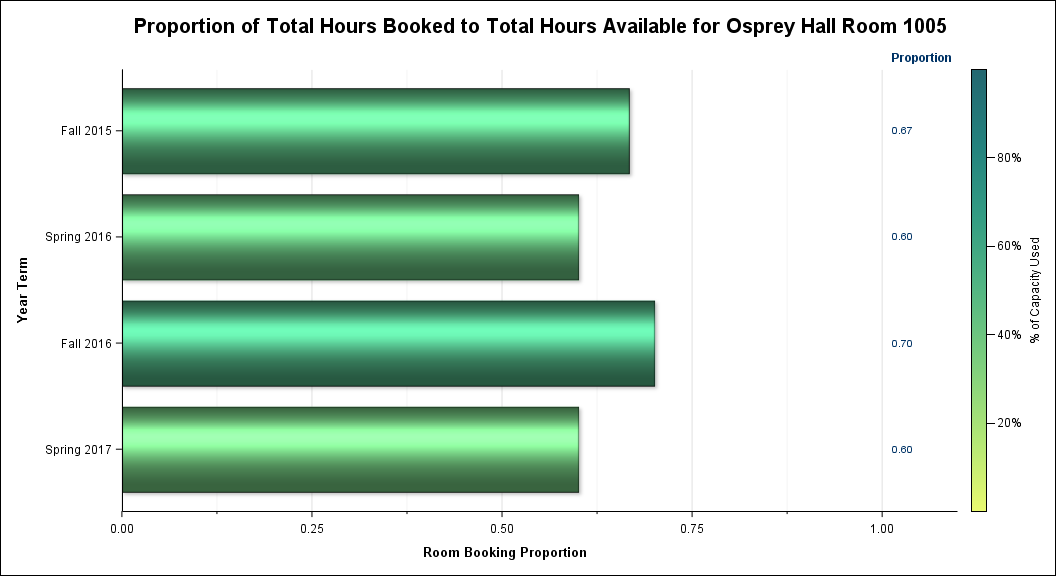 Proportion of Total Hours Booked to Total Hours Available for Osprey Hall Room 1005
Proportion
Fall 2015
0.67
Spring 2016
0.60
Fall 2016
0.70
Spring 2017
0.60
Year Term
80%
60%
40%
20%
% of Capacity Used
0.00
0.25
0.50
0.75
1.00
Room Booking Proportion